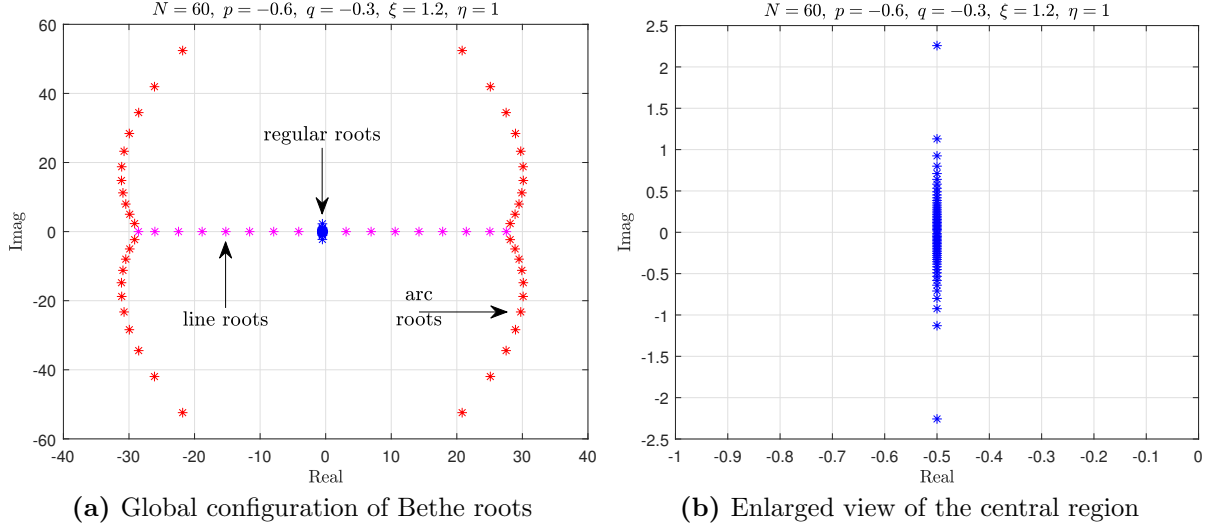 N = 60, p = −0.6, q = −0.3, ξ = 1.2, η = 1
60
40
20
0
-20
-40
-60
Imag
regular roots
line roots
arc
roots
-40 -30 -20 -10 0 10 20 30 40
Real
(a) Global configuration of Bethe roots
N = 60, p = −0.6, q = −0.3, ξ = 1.2, η = 1
2.5
2
1.5
1
0.5
0
-0.5
-1
-1.5
-2
-2.5
Imag
-1 -0.9 -0.8 -0.7 -0.6 -0.5 -0.4 -0.3 -0.2 -0.1 0
Real
(b) Enlarged view of the central region